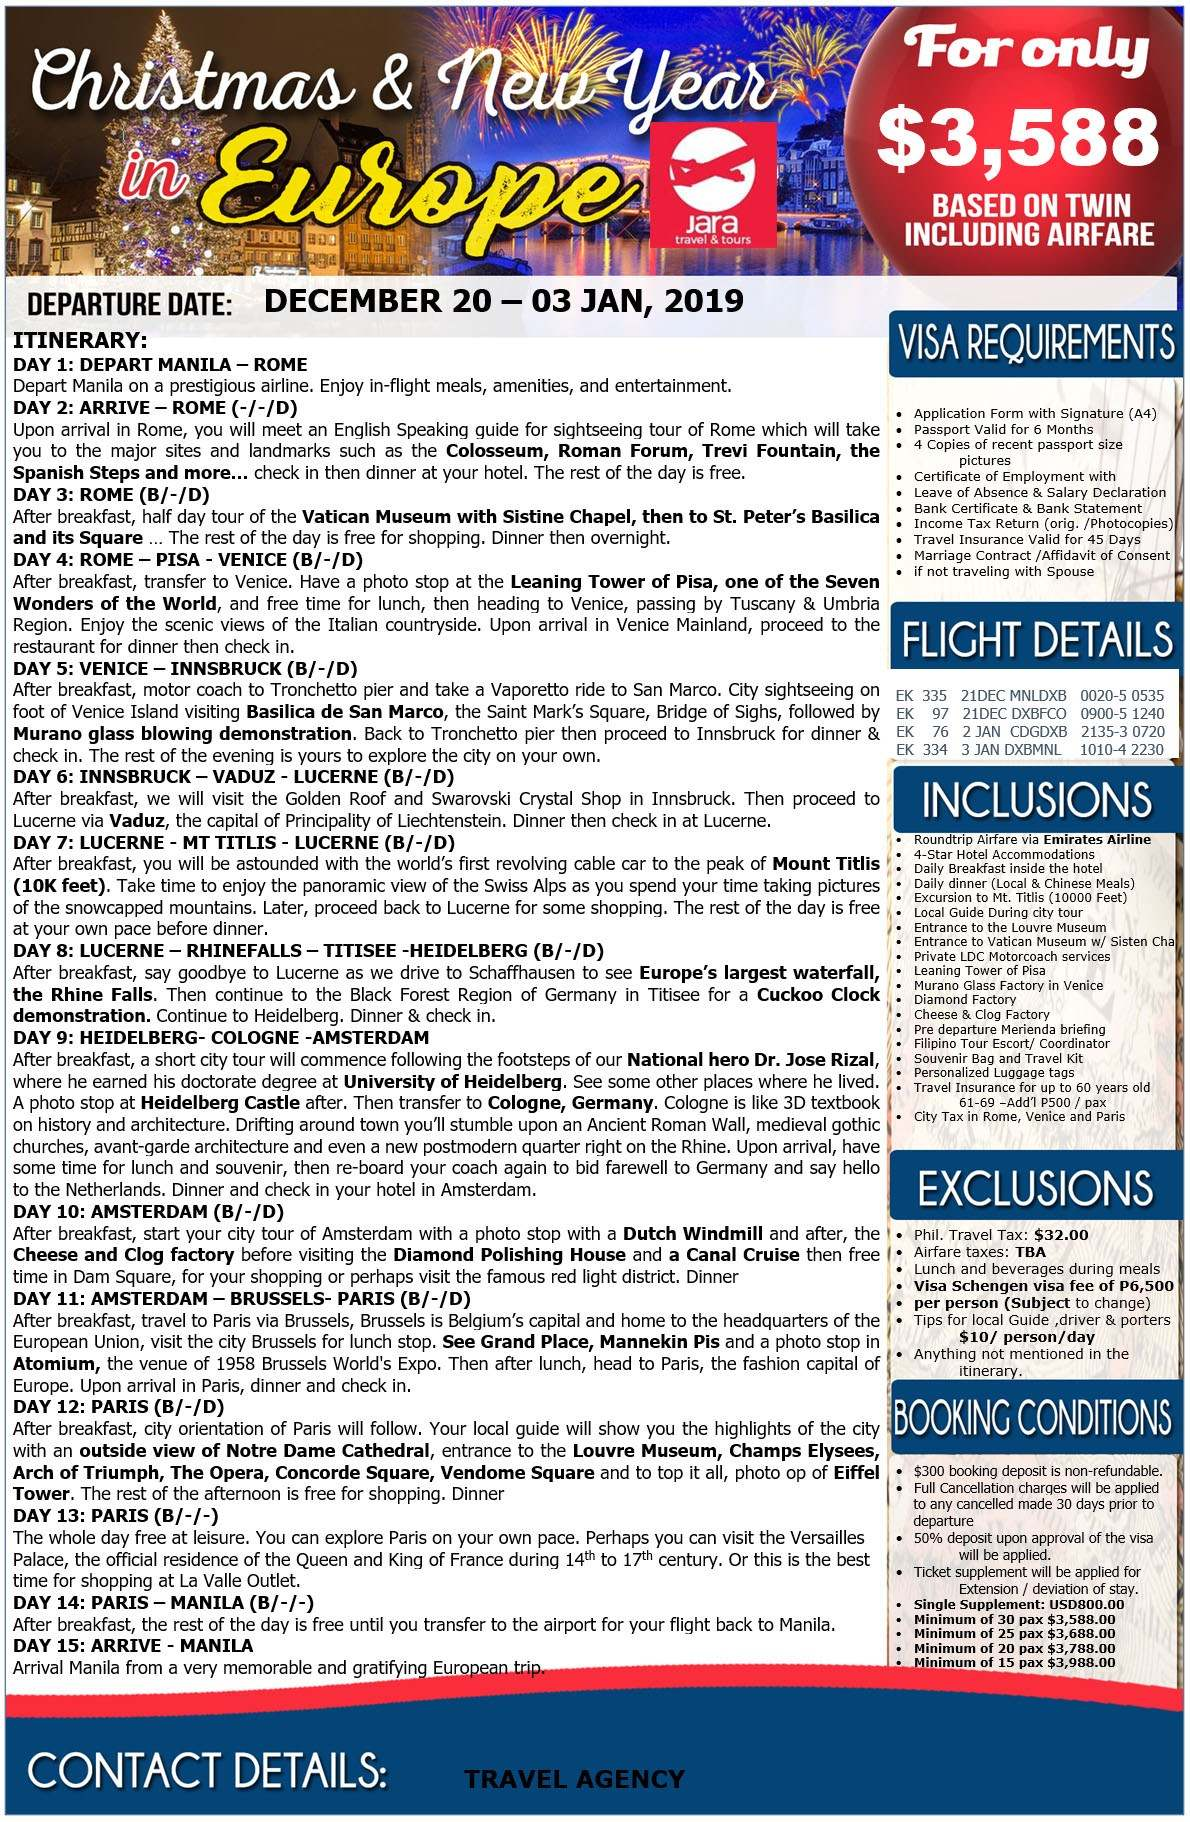 Christmas & New Year
in Europe
Jara
travel & tours
For only
$3,588
BASED ON TWIN
INCLUDING AIRFARE
DEPARTURE DATE: DECEMBER 20 – 03 JAN, 2019
ITINERARY:
DAY 1: DEPART MANILA – ROME
Depart Manila on a prestigious airline. Enjoy in-flight meals, amenities, and entertainment.
DAY 2: ARRIVE – ROME (-/-/D)
Upon arrival in Rome, you will meet an English Speaking guide for sightseeing tour of Rome which will take
you to the major sites and landmarks such as the Colosseum, Roman Forum, Trevi Fountain, the
Spanish Steps and more... check in then dinner at your hotel. The rest of the day is free.
DAY 3: ROME (B/-/D)
After breakfast, half day tour of the Vatican Museum with Sistine Chapel, then to St. Peter's Basilica
and its Square ... The rest of the day is free for shopping. Dinner then overnight.
DAY 4: ROME – PISA - VENICE (B/-/D)
After breakfast, transfer to Venice. Have a photo stop at the Leaning Tower of Pisa, one of the Seven
Wonders of the World, and free time for lunch, then heading to Venice, passing by Tuscany & Umbria
Region. Enjoy the scenic views of the Italian countryside. Upon arrival in Venice Mainland, proceed to the
restaurant for dinner then check in.
DAY 5: VENICE – INNSBRUCK (B/-/D)
After breakfast, motor coach to Tronchetto pier and take a Vaporetto ride to San Marco. City sightseeing on
foot of Venice Island visiting Basilica de San Marco, the Saint Mark's Square, Bridge of Sighs, followed by
Murano glass blowing demonstration. Back to Tronchetto pier then proceed to Innsbruck for dinner &
check in. The rest of the evening is yours to explore the city on your own.
DAY 6: INNSBRUCK – VADUZ - LUCERNE (B/-/D)
After breakfast, we will visit the Golden Roof and Swarovski Crystal Shop in Innsbruck. Then proceed to
Lucerne via Vaduz, the capital of Principality of Liechtenstein. Dinner then check in at Lucerne.
DAY 7: LUCERNE - MT TITLIS - LUCERNE (B/-/D)
After breakfast, you will be astounded with the world's first revolving cable car to the peak of Mount Titlis
(10K feet). Take time to enjoy the panoramic view of the Swiss Alps as you spend your time taking pictures
of the snowcapped mountains. Later, proceed back to Lucerne for some shopping. The rest of the day is free
at your own pace before dinner.
DAY 8: LUCERNE – RHINEFALLS – TITISEE -HEIDELBERG (B/-/D)
After breakfast, say goodbye to Lucerne as we drive to Schaffhausen to see Europe's largest waterfall,
the Rhine Falls. Then continue to the Black Forest Region of Germany in Titisee for a Cuckoo Clock
demonstration. Continue to Heidelberg. Dinner & check in.
DAY 9: HEIDELBERG- COLOGNE -AMSTERDAM
After breakfast, a short city tour will commence following the footsteps of our National hero Dr. Jose Rizal,
where he earned his doctorate degree at University of Heidelberg. See some other places where he lived.
A photo stop at Heidelberg Castle after. Then transfer to Cologne, Germany. Cologne is like 3D textbook
on history and architecture. Drifting around town you'll stumble upon an Ancient Roman Wall, medieval gothic
churches, avant-garde architecture and even a new postmodern quarter right on the Rhine. Upon arrival, have
some time for lunch and souvenir, then re-board your coach again to bid farewell to Germany and say hello
to the Netherlands. Dinner and check in your hotel in Amsterdam.
DAY 10: AMSTERDAM (B/-/D)
After breakfast, start your city tour of Amsterdam with a photo stop with a Dutch Windmill and after, the
Cheese and Clog factory before visiting the Diamond Polishing House and a Canal Cruise then free
time in Dam Square, for your shopping or perhaps visit the famous red light district. Dinner
DAY 11: AMSTERDAM – BRUSSELS- PARIS (B/-/D)
After breakfast, travel to Paris via Brussels, Brussels is Belgium's capital and home to the headquarters of the
European Union, visit the city Brussels for lunch stop. See Grand Place, Mannekin Pis and a photo stop in
Atomium, the venue of 1958 Brussels World's Expo. Then after lunch, head to Paris, the fashion capital of
Europe. Upon arrival in Paris, dinner and check in.
DAY 12: PARIS (B/-/D)
After breakfast, city orientation of Paris will follow. Your local guide will show you the highlights of the city
with an outside view of Notre Dame Cathedral, entrance to the Louvre Museum, Champs Elysees,
Arch of Triumph, The Opera, Concorde Square, Vendome Square and to top it all, photo op of Eiffel
Tower. The rest of the afternoon is free for shopping. Dinner
DAY 13: PARIS (B/-/-)
The whole day free at leisure. You can explore Paris on your own pace. Perhaps you can visit the Versailles
Palace, the official residence of the Queen and King of France during 14th to 17th century. Or this is the best
time for shopping at La Valle Outlet.
DAY 14: PARIS – MANILA (B/-/-)
After breakfast, the rest of the day is free until you transfer to the airport for your flight back to Manila.
DAY 15: ARRIVE - MANILA
Arrival Manila from a very memorable and gratifying European trip.
VISA REQUIREMENTS
• Application Form with Signature (A4)
• Passport Valid for 6 Months
• 4 Copies of recent passport size
pictures
• Certificate of Employment with
• Leave of Absence & Salary Declaration
• Bank Certificate & Bank Statement
• Income Tax Return (orig. /Photocopies)
• Travel Insurance Valid for 45 Days
• Marriage Contract /Affidavit of Consent
• if not traveling with Spouse
FLIGHT DETAILS
EK 335 21DEC MNLDXB 0020-5 0535
EK 97 21DEC DXBFCO 0900-5 1240
EK 76 2 JAN CDGDXB 2135-3 0720
EK 334 3 JAN DXBMNL 1010-4 2230
INCLUSIONS
• Roundtrip Airfare via Emirates Airline
• 4-Star Hotel Accommodations
• Daily Breakfast inside the hotel
• Daily dinner (Local & Chinese Meals)
• Excursion to Mt. Titlis (10000 Feet)
• Local Guide During city tour
• Entrance to the Louvre Museum
• Entrance to Vatican Museum w/ Sisten Cha
• Private LDC Motorcoach services
• Leaning Tower of Pisa
• Murano Glass Factory in Venice
• Diamond Factory
• Cheese & Clog Factory
• Pre departure Merienda briefing
• Filipino Tour Escort/ Coordinator
• Souvenir Bag and Travel Kit
• Personalized Luggage tags
• Travel Insurance for up to 60 years old
61-69 –Add'l P500 / pax
• City Tax in Rome, Venice and Paris
EXCLUSIONS
• Phil. Travel Tax: $32.00
• Airfare taxes: TBA
• Lunch and beverages during meals
• Visa Schengen visa fee of P6,500
• per person (Subject to change)
• Tips for local Guide ,driver & porters
$10/ person/day
• Anything not mentioned in the
itinerary.
BOOKING CONDITIONS
• $300 booking deposit is non-refundable.
• Full Cancellation charges will be applied
to any cancelled made 30 days prior to
departure
• 50% deposit upon approval of the visa
will be applied.
• Ticket supplement will be applied for
Extension / deviation of stay.
• Single Supplement: USD800.00
• Minimum of 30 pax $3,588.00
• Minimum of 25 pax $3,688.00
• Minimum of 20 pax $3,788.00
• Minimum of 15 pax $3,988.00
CONTACT DETAILS: TRAVEL AGENCY